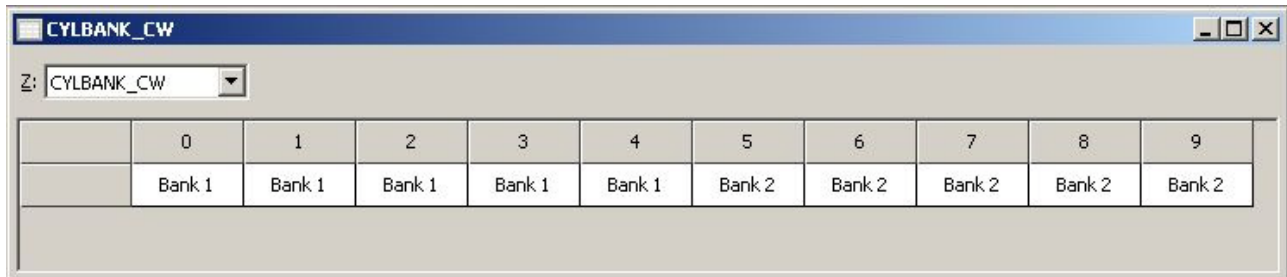 CYLBANK_CW
Z: CYLBANK_CW
0 1 2 3 4 5 6 7 8 9
Bank 1 Bank 1 Bank 1 Bank 1 Bank 1 Bank 2 Bank 2 Bank 2 Bank 2 Bank 2